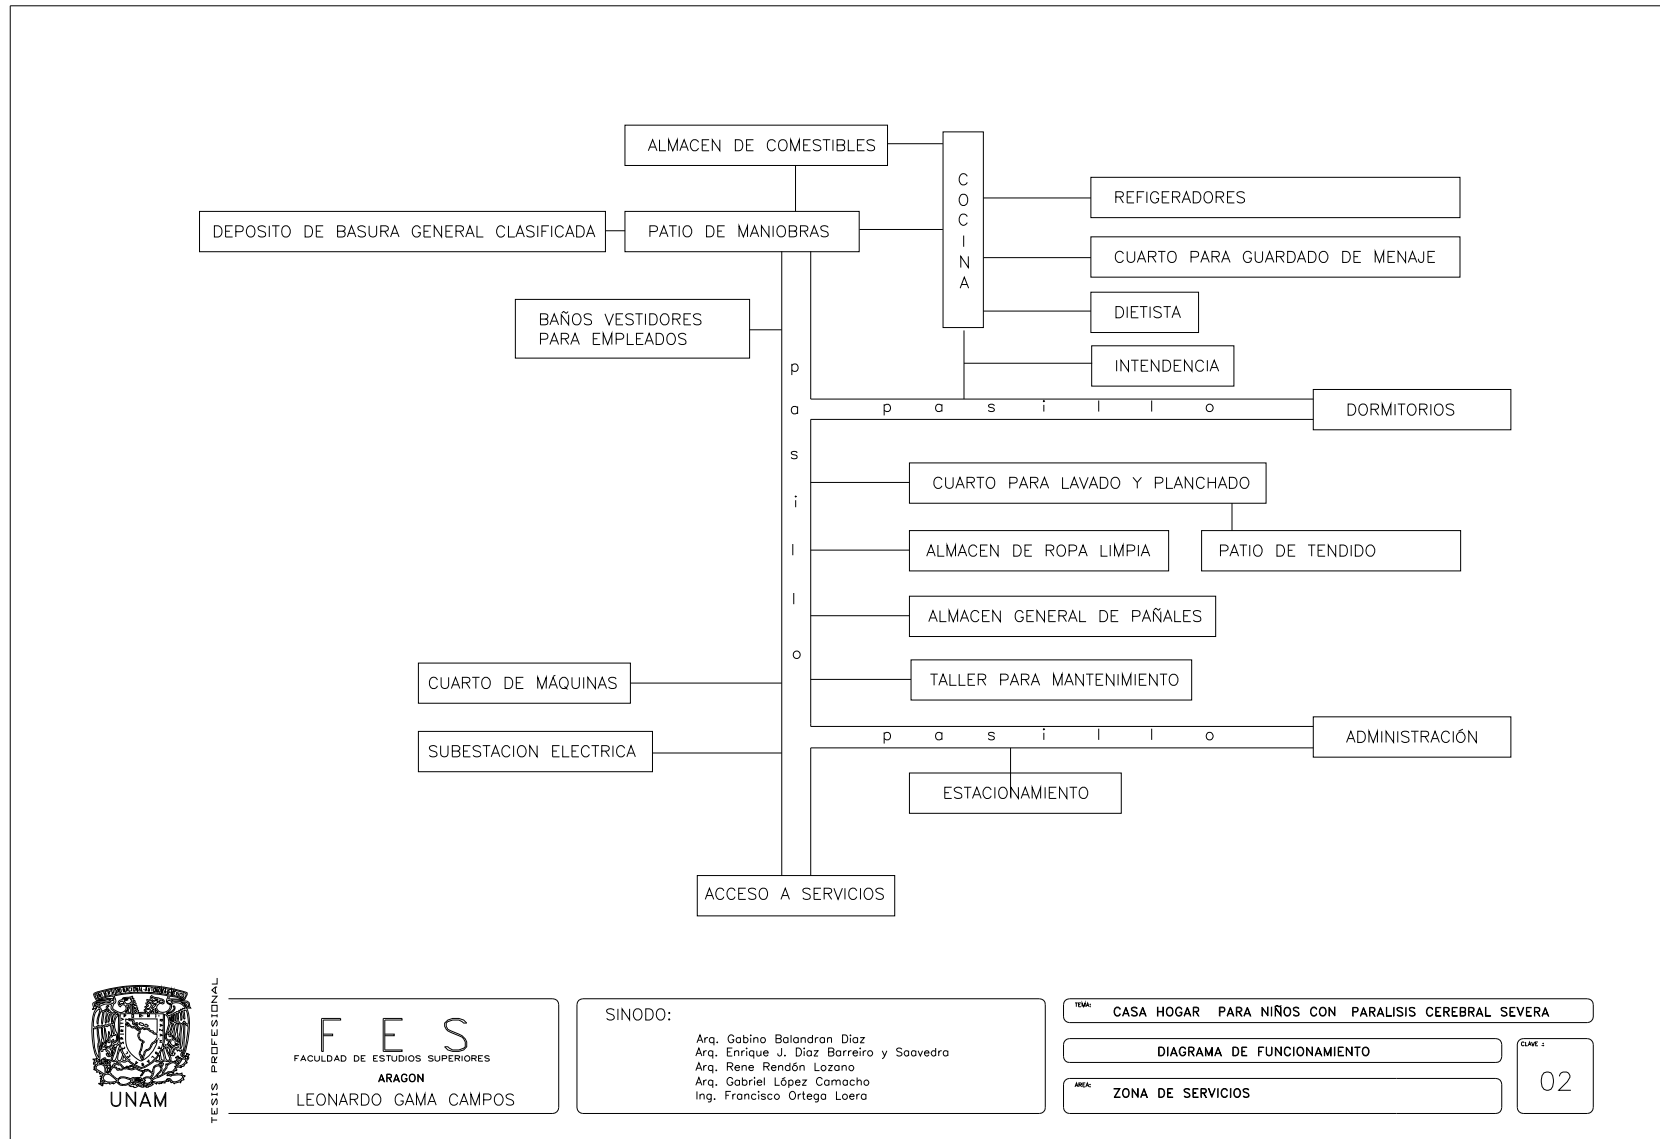 ALMACEN DE COMESTIBLES
COCINA
REFIGERADORES
DEPOSITO DE BASURA GENERAL CLASIFICADA
PATIO DE MANIOBRAS
CUARTO PARA GUARDADO DE MENAJE
DIETISTA
BAÑOS VESTIDORES
PARA EMPLEADOS
INTENDENCIA
pasillo
pasillo
DORMITORIOS
CUARTO PARA LAVADO Y PLANCHADO
ALMACEN DE ROPA LIMPIA
PATIO DE TENDIDO
ALMACEN GENERAL DE PAÑALES
CUARTO DE MÁQUINAS
TALLER PARA MANTENIMIENTO
SUBESTACION ELECTRICA
pasillo
ADMINISTRACIÓN
ESTACIONAMIENTO
ACCESO A SERVICIOS
UNAM
TESIS PROFESIONAL
FES
FACULTAD DE ESTUDIOS SUPERIORES
ARAGON
LEONARDO GAMA CAMPOS
SINODO:
Arq. Gabino Balandran Diaz
Arq. Enrique J. Diaz Barreiro y Saavedra
Arq. Rene Rendón Lozano
Arq. Gabriel López Camacho
Ing. Francisco Ortega Loera
TEMA:
CASA HOGAR PARA NIÑOS CON PARALISIS CEREBRAL SEVERA
DIAGRAMA DE FUNCIONAMIENTO
AREA:
ZONA DE SERVICIOS
CLAVE :
02